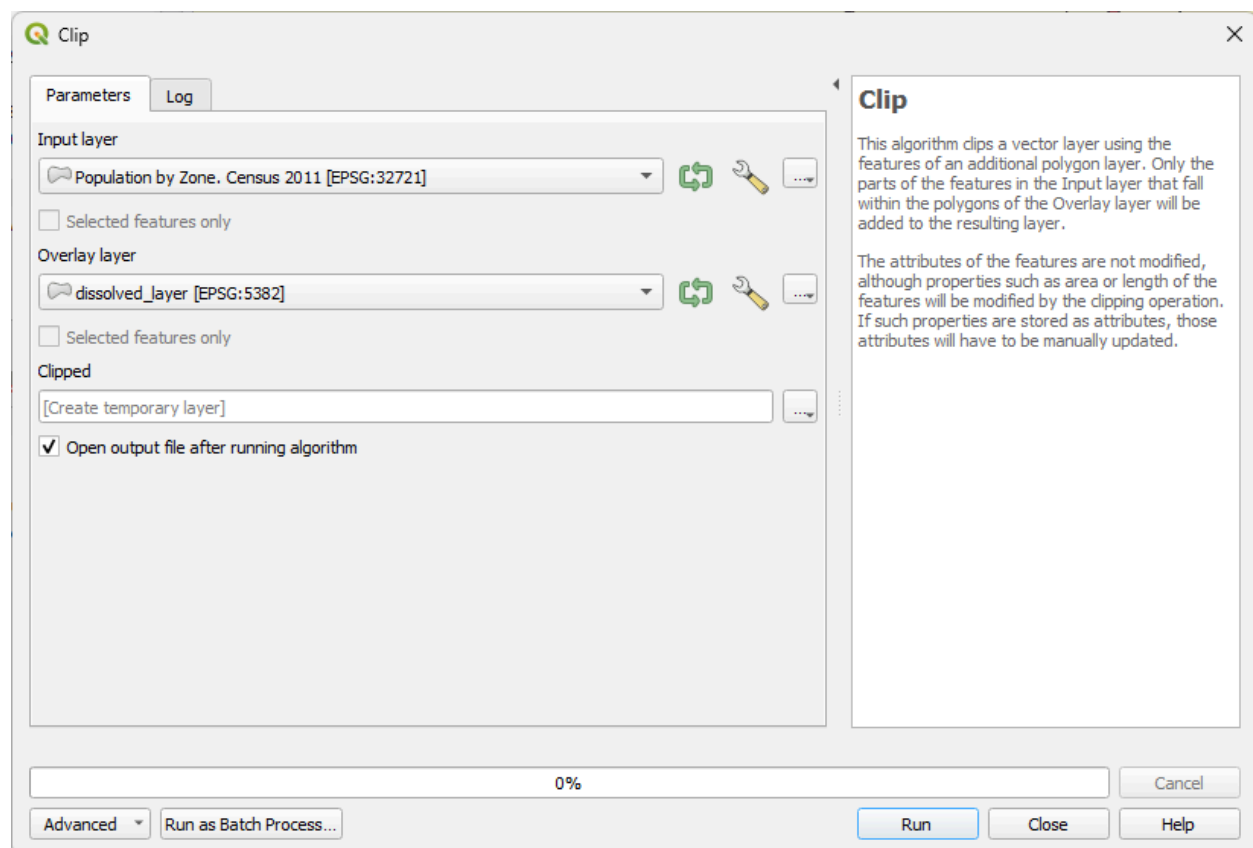 Clip
Parameters
Log
Input layer
Population by Zone. Census 2011 [EPSG:32721]
...
Selected features only
Overlay layer
dissolved_layer [EPSG:5382]
...
Selected features only
Clipped
[Create temporary layer]
...
Open output file after running algorithm
Clip
This algorithm clips a vector layer using the
features of an additional polygon layer. Only the
parts of the features in the Input layer that fall
within the polygons of the Overlay layer will be
added to the resulting layer.
The attributes of the features are not modified,
although properties such as area or length of the
features will be modified by the clipping operation.
If such properties are stored as attributes, those
attributes will have to be manually updated.
0%
Cancel
Advanced
Run as Batch Process...
Run
Close
Help